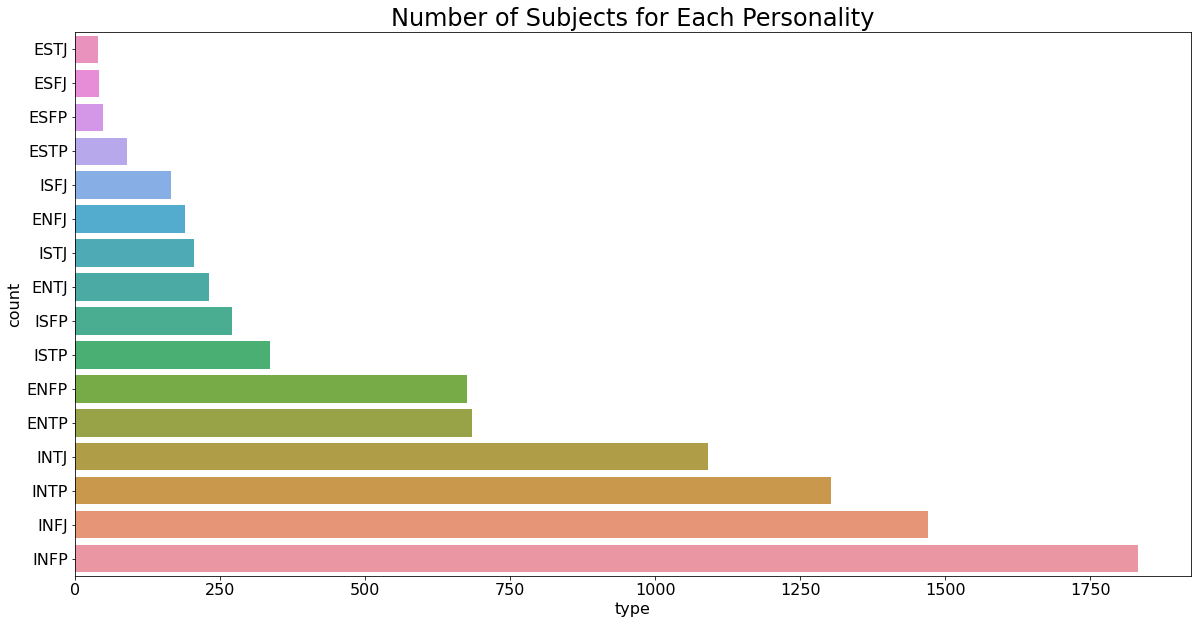 Number of Subjects for Each Personality
ESTJ
ESFJ
ESFP
ESTP
ISFJ
ENFJ
ISTJ
ENTJ
ISFP
ISTP
ENFP
ENTP
INTJ
INTP
INFJ
INFP
count
0 250 500 750 1000 1250 1500 1750
type